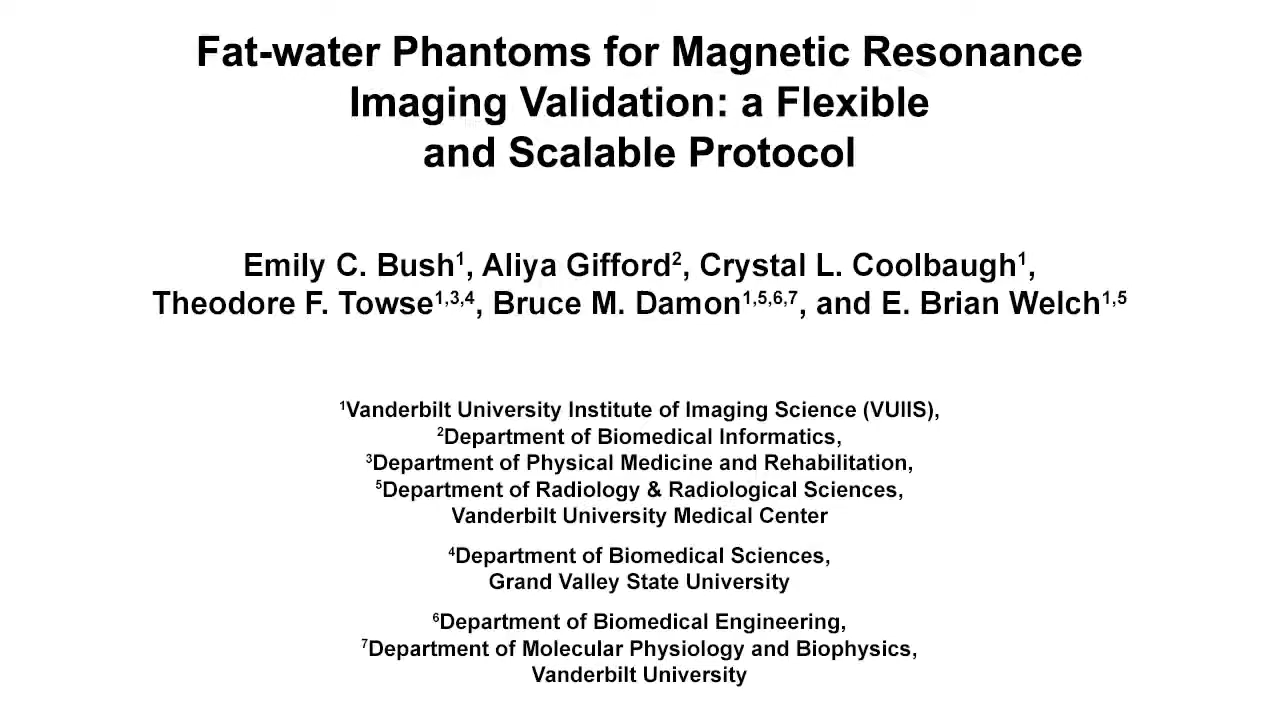 Fat-water Phantoms for Magnetic Resonance
Imaging Validation: a Flexible
and Scalable Protocol
Emily C. Bush¹, Aliya Gifford², Crystal L. Coolbaugh¹,
Theodore F. Towse¹,³,⁴, Bruce M. Damon¹,⁵,⁶,⁷, and E. Brian Welch¹,⁵
¹Vanderbilt University Institute of Imaging Science (VUIIS),
²Department of Biomedical Informatics,
³Department of Physical Medicine and Rehabilitation,
⁵Department of Radiology & Radiological Sciences,
Vanderbilt University Medical Center
⁴Department of Biomedical Sciences,
Grand Valley State University
⁶Department of Biomedical Engineering,
⁷Department of Molecular Physiology and Biophysics,
Vanderbilt University